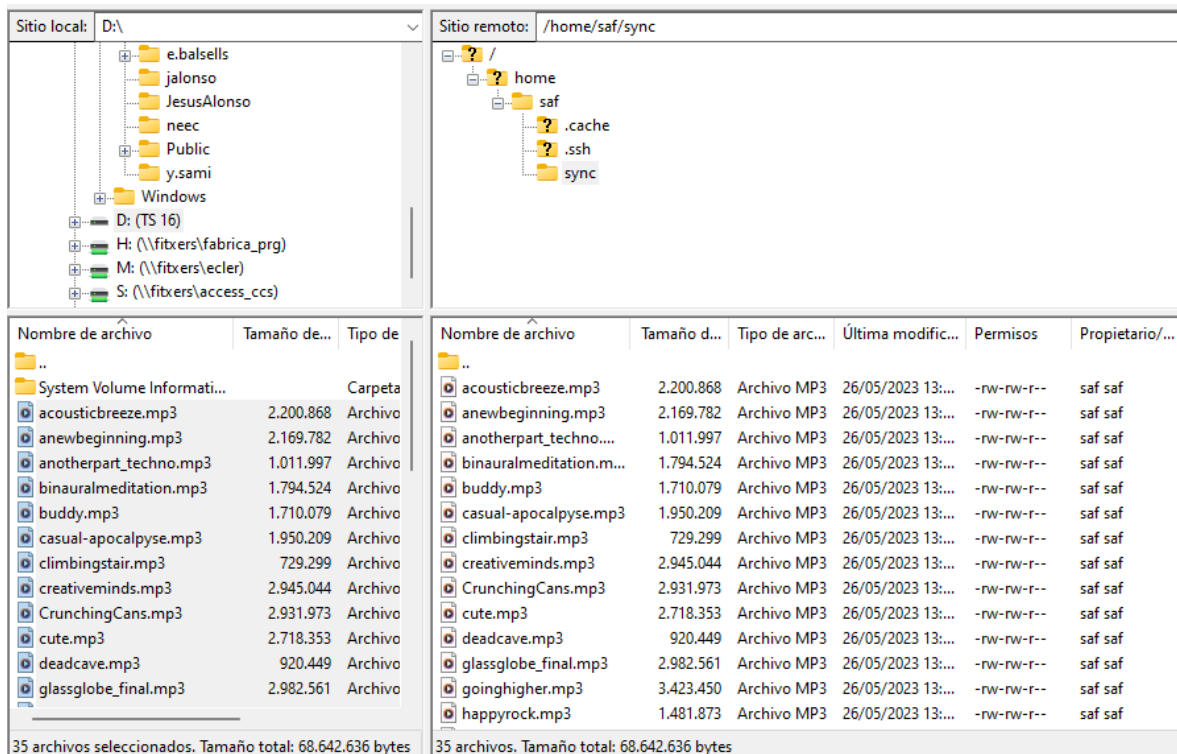 Sitio local: D:\
e.balsells
jalonso
JesusAlonso
neec
Public
y.sami
Windows
D: (TS 16)
H: (\\fitxers\fabrica_prg)
M: (\\fitxers\ecler)
S: (\\fitxers\access_ccs)
Sitio remoto: /home/saf/sync
/
home
saf
.cache
.ssh
sync
Nombre de archivo Tamaño de... Tipo de
..
System Volume Informati... Carpeta
acousticbreeze.mp3 2.200.868 Archivo
anewbeginning.mp3 2.169.782 Archivo
anotherpart_techno.mp3 1.011.997 Archivo
binauralmeditation.mp3 1.794.524 Archivo
buddy.mp3 1.710.079 Archivo
casual-apocalpyse.mp3 1.950.209 Archivo
climbingstair.mp3 729.299 Archivo
creativeminds.mp3 2.945.044 Archivo
CrunchingCans.mp3 2.931.973 Archivo
cute.mp3 2.718.353 Archivo
deadcave.mp3 920.449 Archivo
glassglobe_final.mp3 2.982.561 Archivo
35 archivos seleccionados. Tamaño total: 68.642.636 bytes
Nombre de archivo Tamaño d... Tipo de arc... Última modific... Permisos Propietario/...
..
acousticbreeze.mp3 2.200.868 Archivo MP3 26/05/2023 13:... -rw-rw-r-- saf saf
anewbeginning.mp3 2.169.782 Archivo MP3 26/05/2023 13:... -rw-rw-r-- saf saf
anotherpart_techno.... 1.011.997 Archivo MP3 26/05/2023 13:... -rw-rw-r-- saf saf
binauralmeditation.m... 1.794.524 Archivo MP3 26/05/2023 13:... -rw-rw-r-- saf saf
buddy.mp3 1.710.079 Archivo MP3 26/05/2023 13:... -rw-rw-r-- saf saf
casual-apocalpyse.mp3 1.950.209 Archivo MP3 26/05/2023 13:... -rw-rw-r-- saf saf
climbingstair.mp3 729.299 Archivo MP3 26/05/2023 13:... -rw-rw-r-- saf saf
creativeminds.mp3 2.945.044 Archivo MP3 26/05/2023 13:... -rw-rw-r-- saf saf
CrunchingCans.mp3 2.931.973 Archivo MP3 26/05/2023 13:... -rw-rw-r-- saf saf
cute.mp3 2.718.353 Archivo MP3 26/05/2023 13:... -rw-rw-r-- saf saf
deadcave.mp3 920.449 Archivo MP3 26/05/2023 13:... -rw-rw-r-- saf saf
glassglobe_final.mp3 2.982.561 Archivo MP3 26/05/2023 13:... -rw-rw-r-- saf saf
goinghigher.mp3 3.423.450 Archivo MP3 26/05/2023 13:... -rw-rw-r-- saf saf
happyrock.mp3 1.481.873 Archivo MP3 26/05/2023 13:... -rw-rw-r-- saf saf
35 archivos. Tamaño total: 68.642.636 bytes